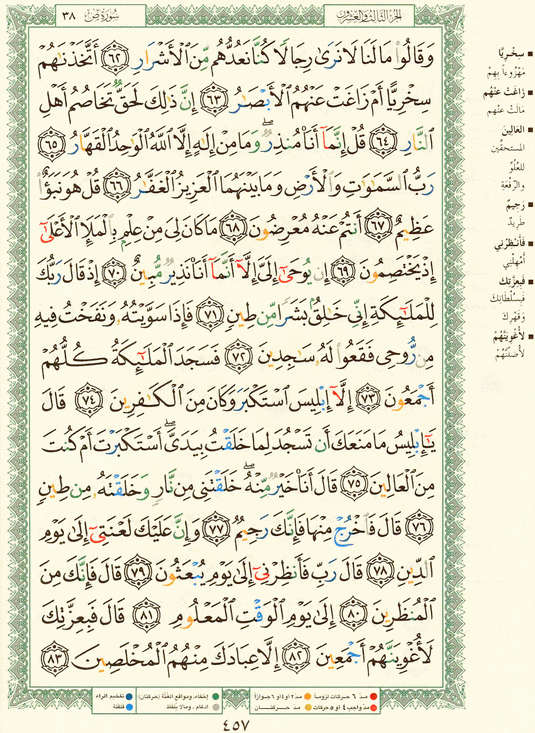 الجزء الثالث والعشرون
سورة ص ٣٨
وَقَالُوا۟ مَا لَنَا لَا نَرَىٰ رِجَالًا كُنَّا نَعُدُّهُم مِّنَ ٱلْأَشْرَارِ ٦٢ أَتَّخَذْنَٰهُمْ
سِخْرِيًّا أَمْ زَاغَتْ عَنْهُمُ ٱلْأَبْصَٰرُ ٦٣ إِنَّ ذَٰلِكَ لَحَقٌّ تَخَاصُمُ أَهْلِ
ٱلنَّارِ ٦٤ قُلْ إِنَّمَآ أَنَا۠ مُنذِرٌ ۖ وَمَا مِنْ إِلَٰهٍ إِلَّا ٱللَّهُ ٱلْوَٰحِدُ ٱلْقَهَّارُ ٦٥
رَبُّ ٱلسَّمَٰوَٰتِ وَٱلْأَرْضِ وَمَا بَيْنَهُمَا ٱلْعَزِيزُ ٱلْغَفَّٰرُ ٦٦ قُلْ هُوَ نَبَؤٌا۟
عَظِيمٌ ٦٧ أَنتُمْ عَنْهُ مُعْرِضُونَ ٦٨ مَا كَانَ لِىَ مِنْ عِلْمٍۭ بِٱلْمَلَإِ ٱلْأَعْلَىٰٓ
إِذْ يَخْتَصِمُونَ ٦٩ إِن يُوحَىٰٓ إِلَىَّ إِلَّآ أَنَّمَآ أَنَا۠ نَذِيرٌ مُّبِينٌ ٧٠ إِذْ قَالَ رَبُّكَ
لِلْمَلَٰٓئِكَةِ إِنِّى خَٰلِقٌۢ بَشَرًا مِّن طِينٍ ٧١ فَإِذَا سَوَّيْتُهُۥ وَنَفَخْتُ فِيهِ
مِن رُّوحِى فَقَعُوا۟ لَهُۥ سَٰجِدِينَ ٧٢ فَسَجَدَ ٱلْمَلَٰٓئِكَةُ كُلُّهُمْ
أَجْمَعُونَ ٧٣ إِلَّآ إِبْلِيسَ ٱسْتَكْبَرَ وَكَانَ مِنَ ٱلْكَٰفِرِينَ ٧٤ قَالَ
يَٰٓإِبْلِيسُ مَا مَنَعَكَ أَن تَسْجُدَ لِمَا خَلَقْتُ بِيَدَىَّ ۖ أَسْتَكْبَرْتَ أَمْ كُنتَ
مِنَ ٱلْعَالِينَ ٧٥ قَالَ أَنَا۠ خَيْرٌ مِّنْهُ ۖ خَلَقْتَنِى مِن نَّارٍ وَخَلَقْتَهُۥ مِن طِينٍ
٧٦ قَالَ فَٱخْرُجْ مِنْهَا فَإِنَّكَ رَجِيمٌ ٧٧ وَإِنَّ عَلَيْكَ لَعْنَتِىٓ إِلَىٰ يَوْمِ
ٱلدِّينِ ٧٨ قَالَ رَبِّ فَأَنظِرْنِىٓ إِلَىٰ يَوْمِ يُبْعَثُونَ ٧٩ قَالَ فَإِنَّكَ مِنَ
ٱلْمُنظَرِينَ ٨٠ إِلَىٰ يَوْمِ ٱلْوَقْتِ ٱلْمَعْلُومِ ٨١ قَالَ فَبِعِزَّتِكَ
لَأُغْوِيَنَّهُمْ أَجْمَعِينَ ٨٢ إِلَّا عِبَادَكَ مِنْهُمُ ٱلْمُخْلَصِينَ ٨٣
سِخْرِيًّا
مَهْزُوءًا بِهِمْ
زَاغَتْ عَنْهُم
مَالَتْ عَنْهُم
العَالِينَ
المستحقين
للعُلُوِّ
والرِّفْعَةِ
رَجِيمٌ
طَرِيدٌ
فَأَنظِرْنِي
أَمْهِلْنِي
فَبِعِزَّتِكَ
فَبِسُلْطَانِكَ
وَقَهْرِكَ
لَأُغْوِيَنَّهُمْ
لَأُضِلَّنَّهُمْ
مدّ ٦ حركات لزوماً مدّ ٢ أو ٤ أو ٦ جوازاً إخفاء، ومواقع الغنّة (حركتان) تفخيم الراء
مدّ واجب ٤ أو ٥ حركات مدّ حركتان إدغام، وما لا يُلفظ قلقلة
٤٥٧